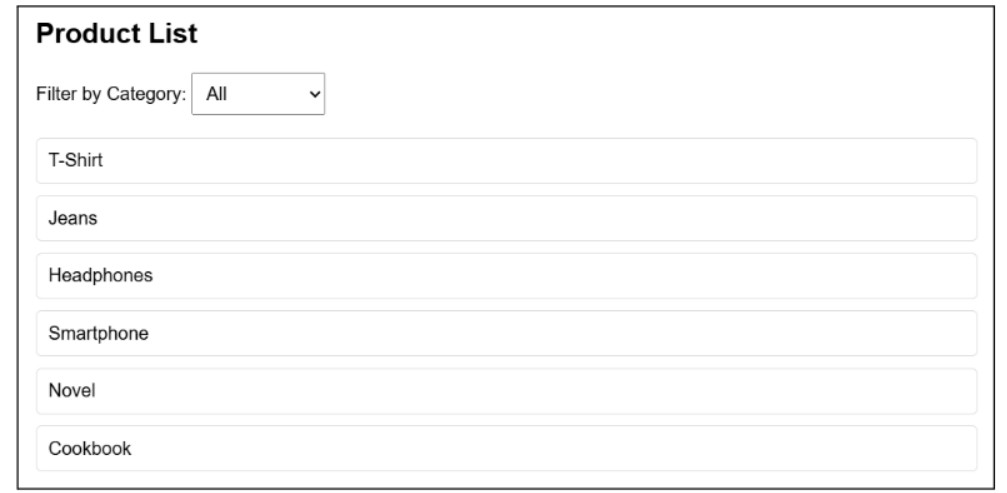 Product List
Filter by Category: All
T-Shirt
Jeans
Headphones
Smartphone
Novel
Cookbook